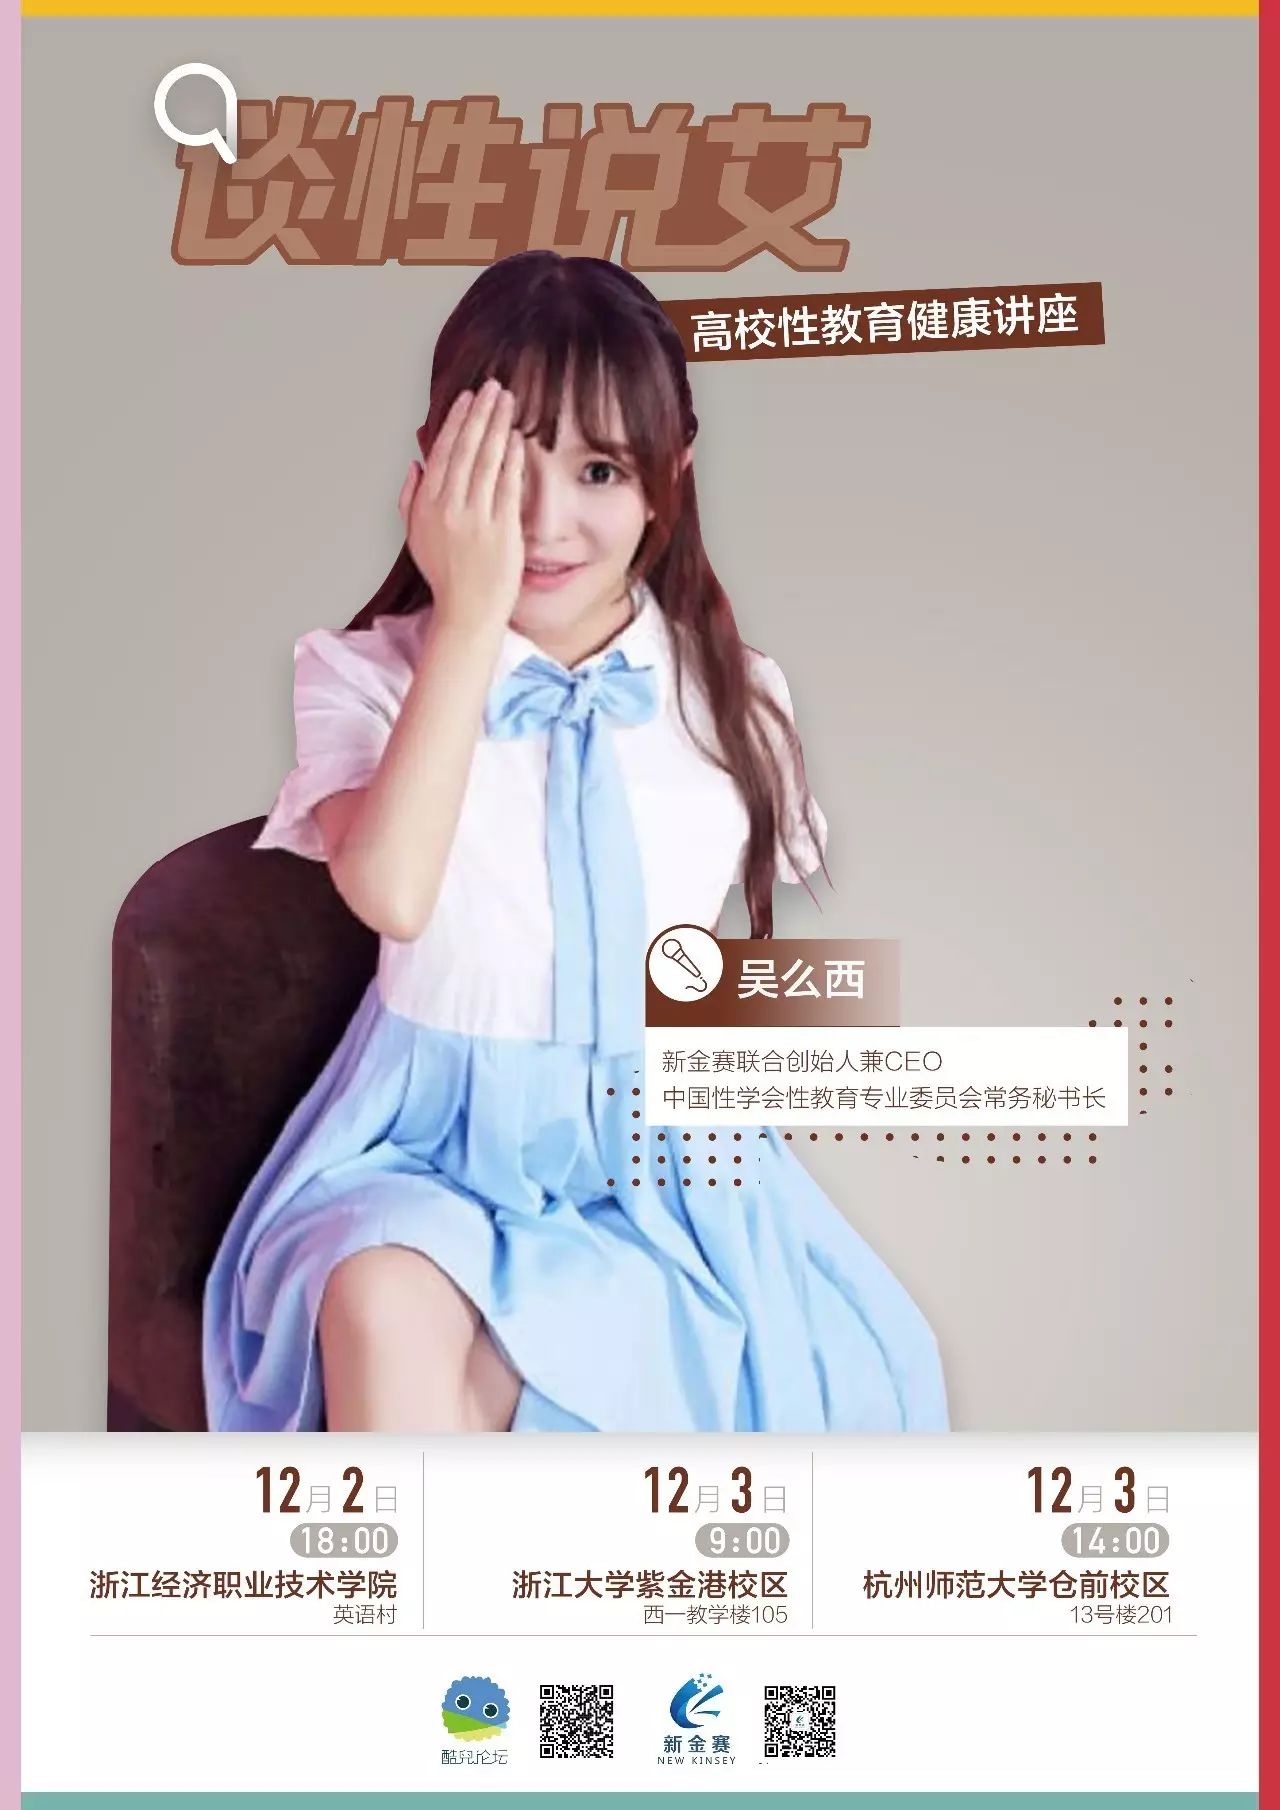 谈性说艾
高校性教育健康讲座
吴么西
新金赛联合创始人兼CEO
中国性学会性教育专业委员会常务秘书长
12月2日
18:00
浙江经济职业技术学院
英语村
12月3日
9:00
浙江大学紫金港校区
西一教学楼105
12月3日
14:00
杭州师范大学仓前校区
13号楼201
酷兒论坛
新金赛
NEW KINSEY